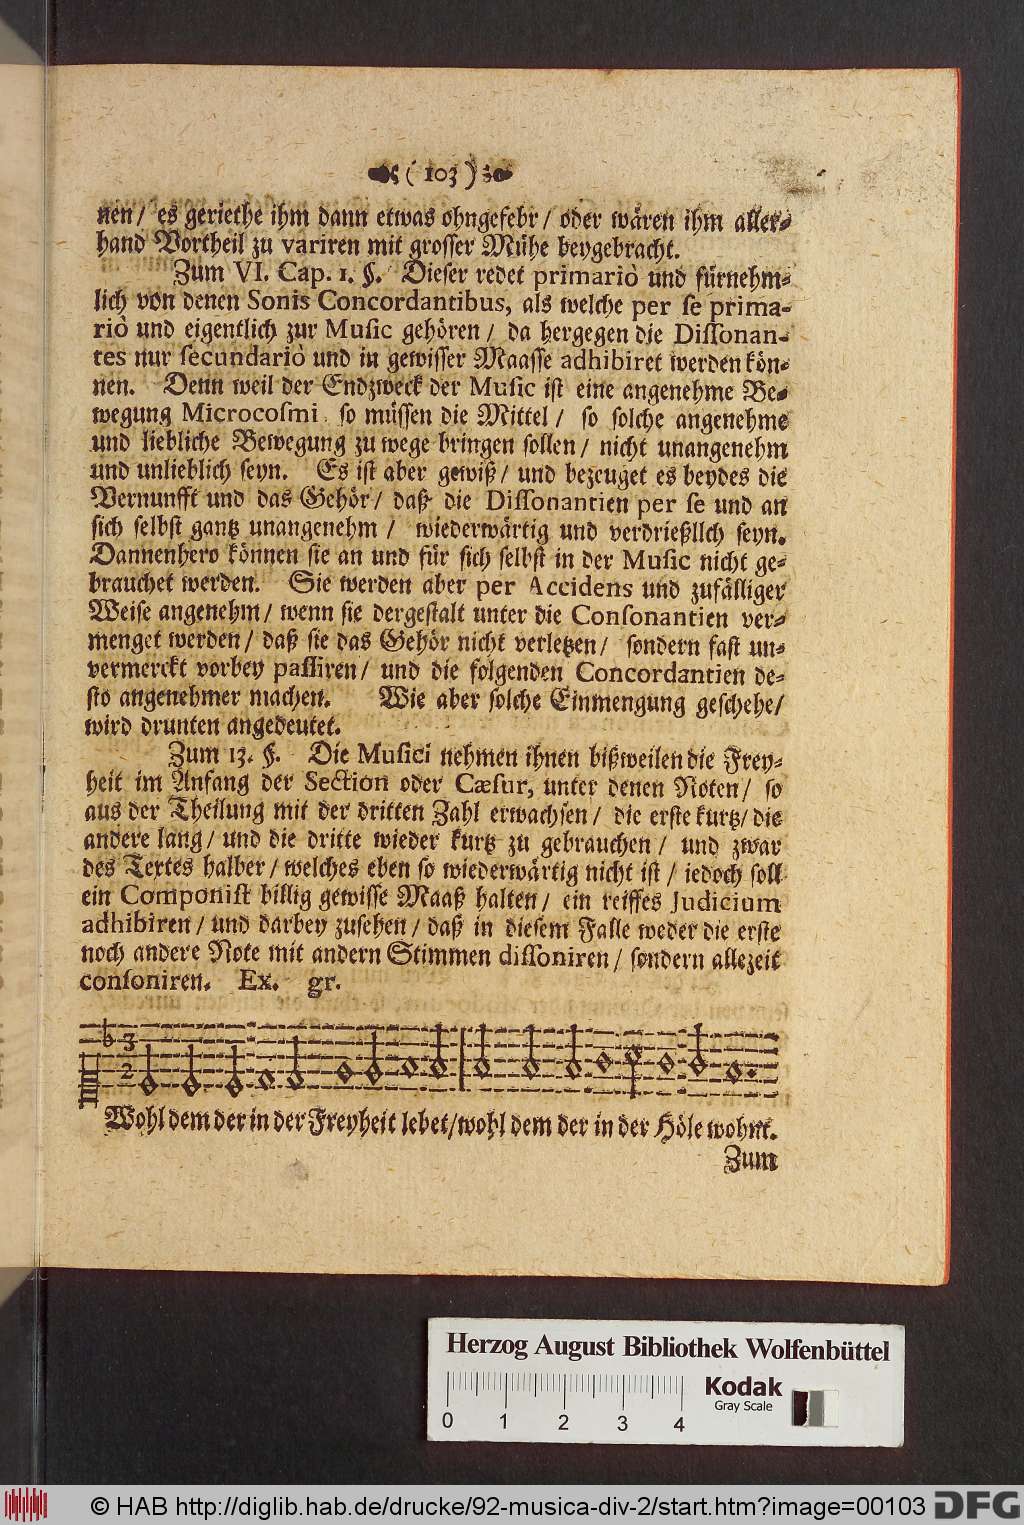 ( 103 )
nen/ es geriethe ihm dann etwas ohngefehr/ oder wären ihm aller-
hand Vortheil zu variren mit grosser Mühe beygebracht.
Zum VI. Cap. 1. §. Dieser redet primariò und fürnehm-
lich von denen Sonis Concordantibus, als welche per se prima-
riò und eigentlich zur Music gehören/ da hergegen die Dissonan-
tes nur secundariò und in gewisser Maasse adhibiret werden kön-
nen. Denn weil der Endzweck der Music ist eine angenehme Be-
wegung Microcosmi so müssen die Mittel/ so solche angenehme
und liebliche Bewegung zu wege bringen sollen/ nicht unangenehm
und unlieblich seyn. Es ist aber gewiß/ und bezeuget es beydes die
Vernunfft und das Gehör/ daß die Dissonantien per se und an
sich selbst gantz unangenehm/ wiederwärtig und verdrießlich seyn.
Dannenhero können sie an und für sich selbst in der Music nicht ge-
brauchet werden. Sie werden aber per Accidens und zufälliger
Weise angenehm/ wenn sie dergestalt unter die Consonantien ver-
menget werden/ daß sie das Gehör nicht verletzen/ sondern fast un-
vermerckt vorbey passiren/ und die folgenden Concordantien de-
sto angenehmer machen. Wie aber solche Einmengung geschehe/
wird drunten angedeutet.
Zum 13. §. Die Musici nehmen ihnen bißweilen die Frey-
heit im Anfang der Section oder Cæsur, unter denen Noten/ so
aus der Theilung mit der dritten Zahl erwachsen/ die erste kurtz/ die
andere lang/ und die dritte wieder kurtz zu gebrauchen/ und zwar
des Textes halber/ welches eben so wiederwärtig nicht ist/ iedoch soll
ein Componist billig gewisse Maaß halten/ ein reiffes Judicium
adhibiren/ und darbey zusehen/ daß in diesem Falle weder die erste
noch andere Note mit andern Stimmen dissoniren/ sondern allezeit
consoniren. Ex. gr.
3
2
Wohl dem der in der Freyheit lebet/wohl dem der in der Höle wohnt.
Zum
Herzog August Bibliothek Wolfenbüttel
Kodak
Gray Scale
0 1 2 3 4
© HAB http://diglib.hab.de/drucke/92-musica-div-2/start.htm?image=00103 DFG